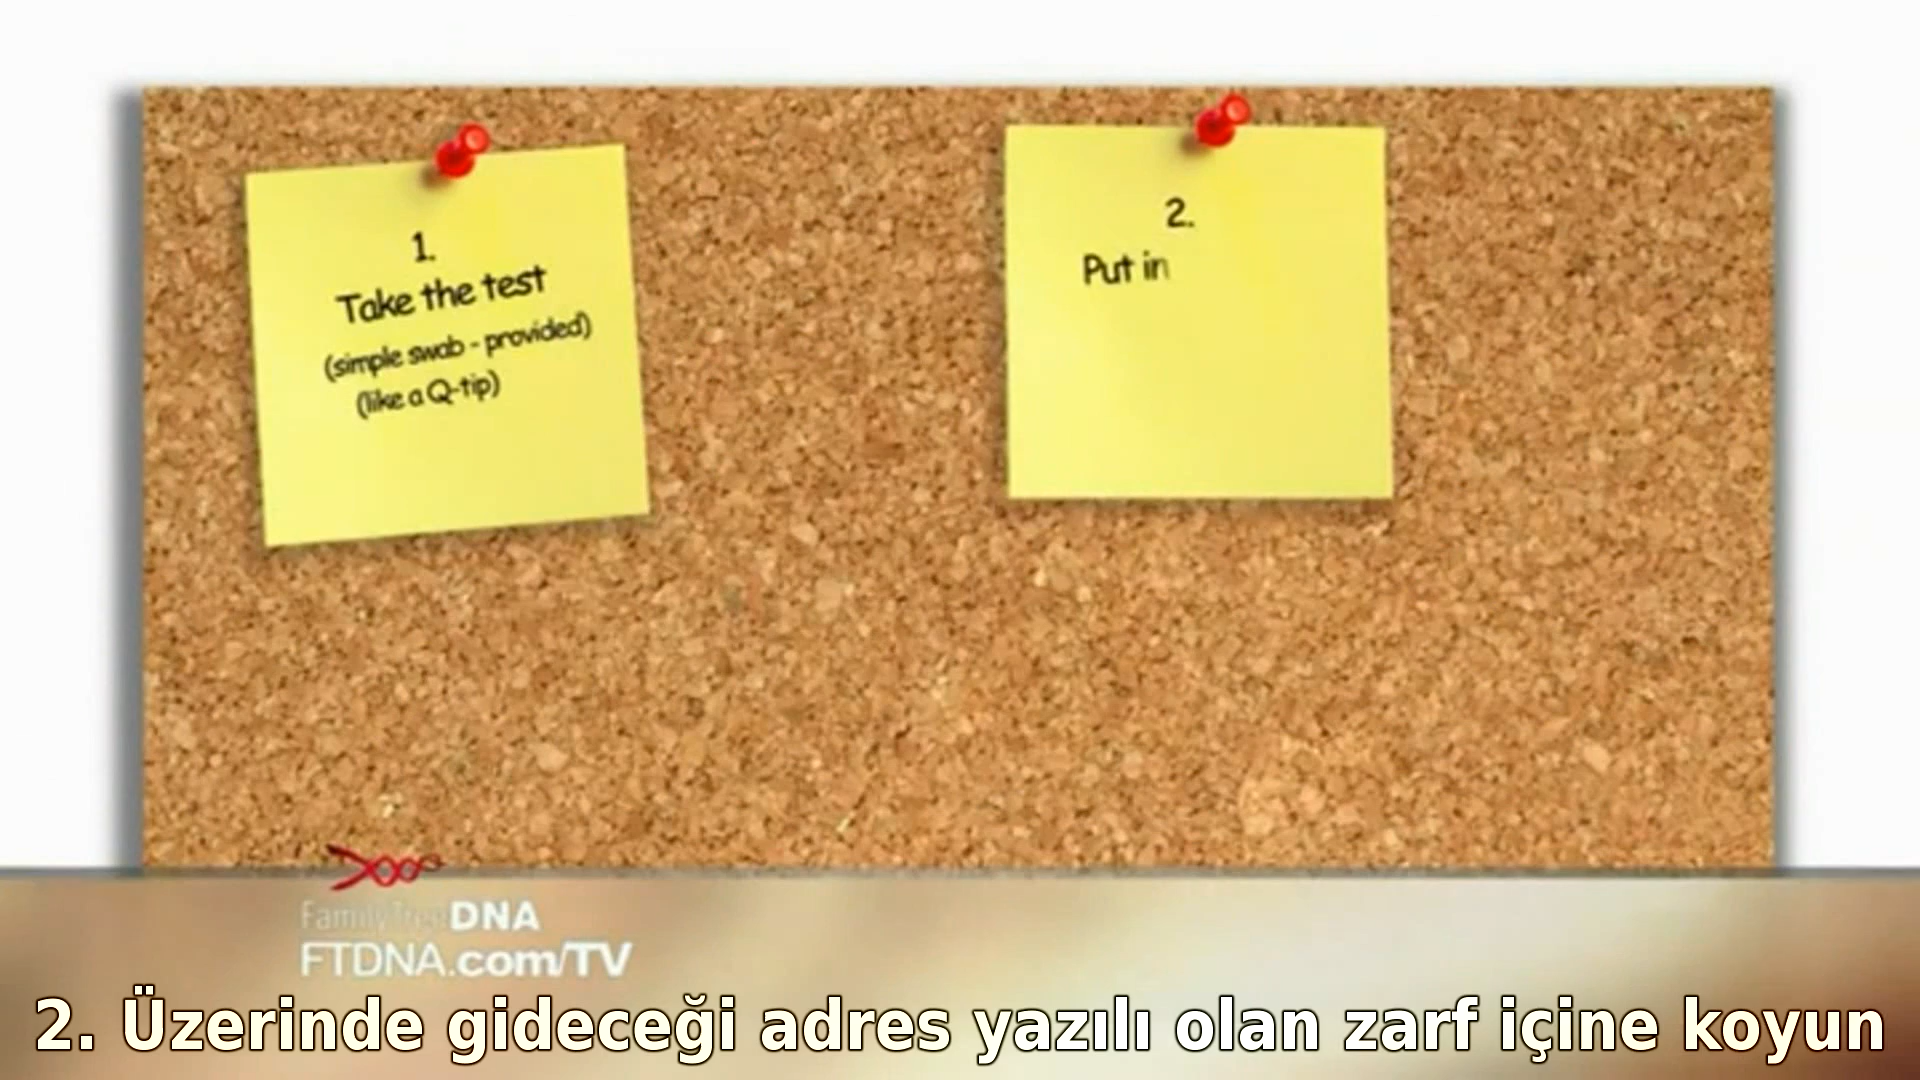 1.
Take the test
(simple swab - provided)
(like a Q-tip)
2.
Put in
FamilyTreeDNA
FTDNA.com/TV
2. Üzerinde gideceği adres yazılı olan zarf içine koyun